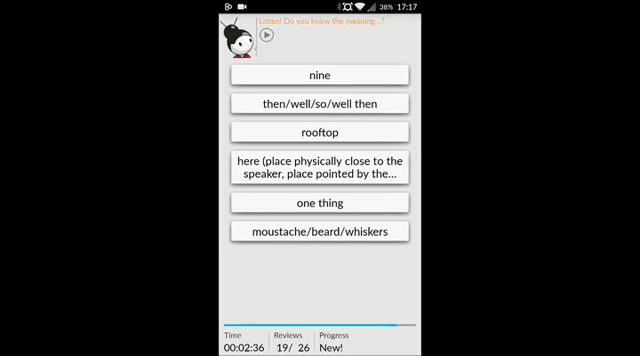 38% 17:17
Listen! Do you know the meaning...?
nine
then/well/so/well then
rooftop
here (place physically close to the
speaker, place pointed by the...
one thing
moustache/beard/whiskers
Time Reviews Progress
00:02:36 19/ 26 New!